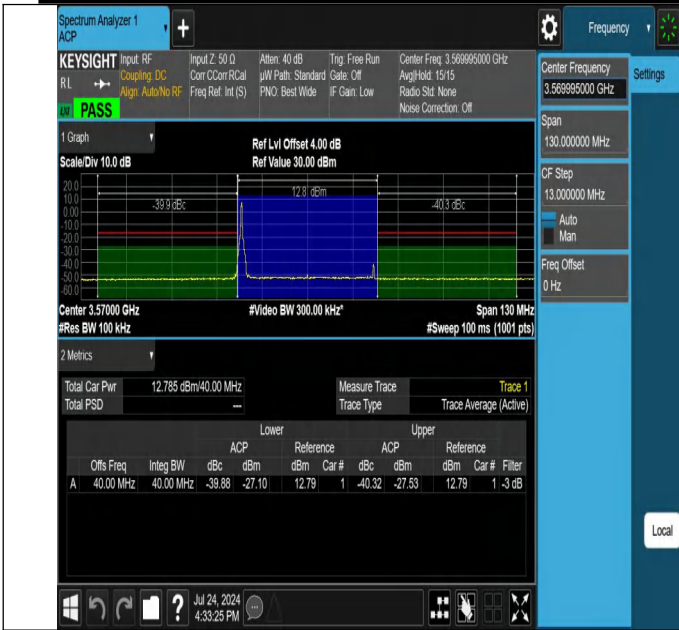 Spectrum Analyzer 1
ACP
+
Frequency
KEYSIGHT Input: RF Input Z: 50 Ω Atten: 40 dB Trig: Free Run Center Freq: 3.569995000 GHz
RL Coupling: DC Corr CCorr RCal µW Path: Standard Gate: Off Avg|Hold: 15/15
Align: Auto/No RF Freq Ref: Int (S) PNO: Best Wide IF Gain: Low Radio Std: None
PASS Noise Correction: Off
Center Frequency
3.569995000 GHz
Settings
Span
130.000000 MHz
CF Step
13.000000 MHz
Auto
Man
Freq Offset
0 Hz
1 Graph
Ref Lvl Offset 4.00 dB
Scale/Div 10.0 dB Ref Value 30.00 dBm
20.0
10.0
0.00
-10.0
-20.0
-30.0
-40.0
-50.0
-60.0
-39.9 dBc 12.8 dBm -40.3 dBc
Center 3.57000 GHz #Video BW 300.00 kHz* Span 130 MHz
#Res BW 100 kHz #Sweep 100 ms (1001 pts)
2 Metrics
Total Car Pwr 12.785 dBm/40.00 MHz Measure Trace Trace 1
Total PSD --- Trace Type Trace Average (Active)
Lower Upper
ACP Reference ACP Reference
Offs Freq Integ BW dBc dBm dBm Car # dBc dBm dBm Car # Filter
A 40.00 MHz 40.00 MHz -39.88 -27.10 12.79 1 -40.32 -27.53 12.79 1 -3 dB
Local
? Jul 24, 2024
4:33:25 PM